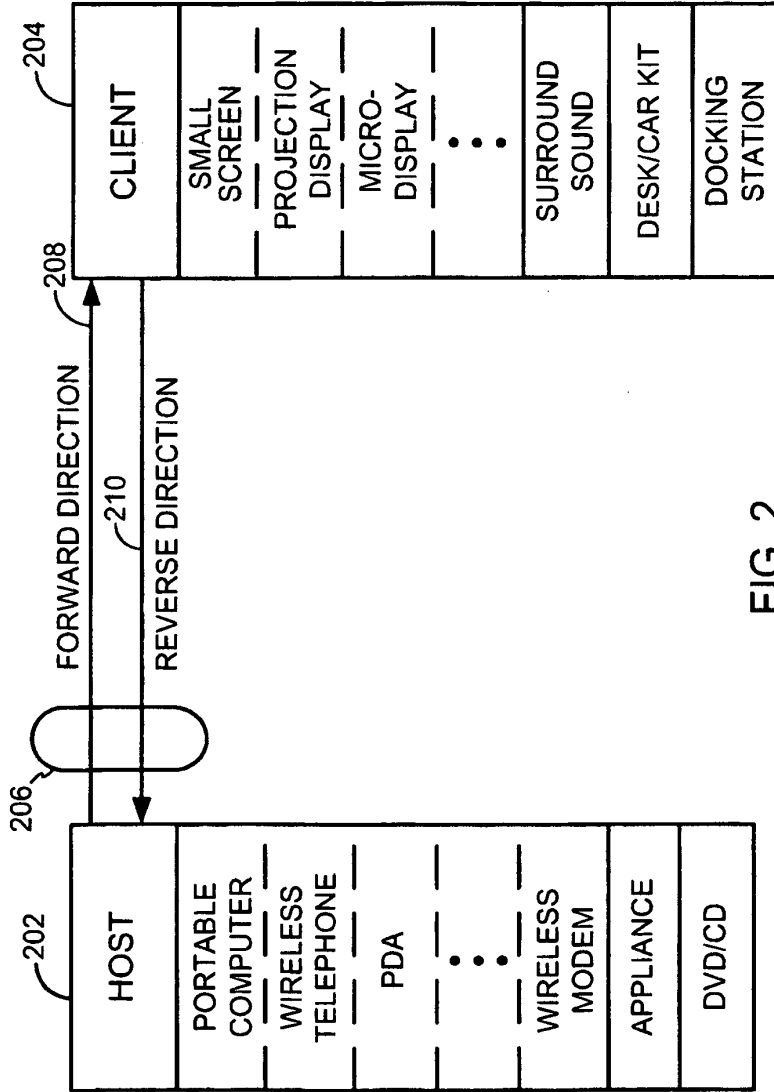 202
HOST
PORTABLE
COMPUTER
WIRELESS
TELEPHONE
PDA
WIRELESS
MODEM
APPLIANCE
DVD/CD
206
FORWARD DIRECTION
208
210
REVERSE DIRECTION
204
CLIENT
SMALL
SCREEN
PROJECTION
DISPLAY
MICRO-
DISPLAY
SURROUND
SOUND
DESK/CAR KIT
DOCKING
STATION
FIG. 2